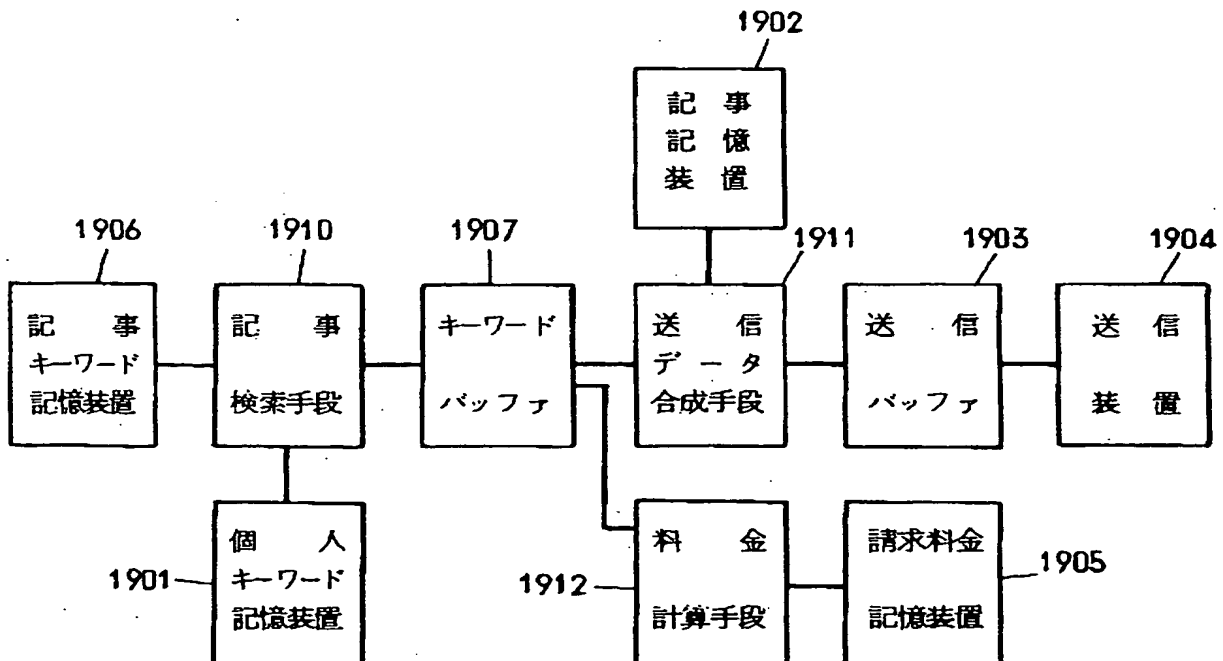 1902
記事
記憶
装置
1906
1910
1907
1911
1903
1904
記事
キーワード
記憶装置
記事
検索手段
キーワード
バッファ
送信
データ
合成手段
送信
バッファ
送信
装置
1901
個人
キーワード
記憶装置
1912
料金
計算手段
請求料金
記憶装置
1905